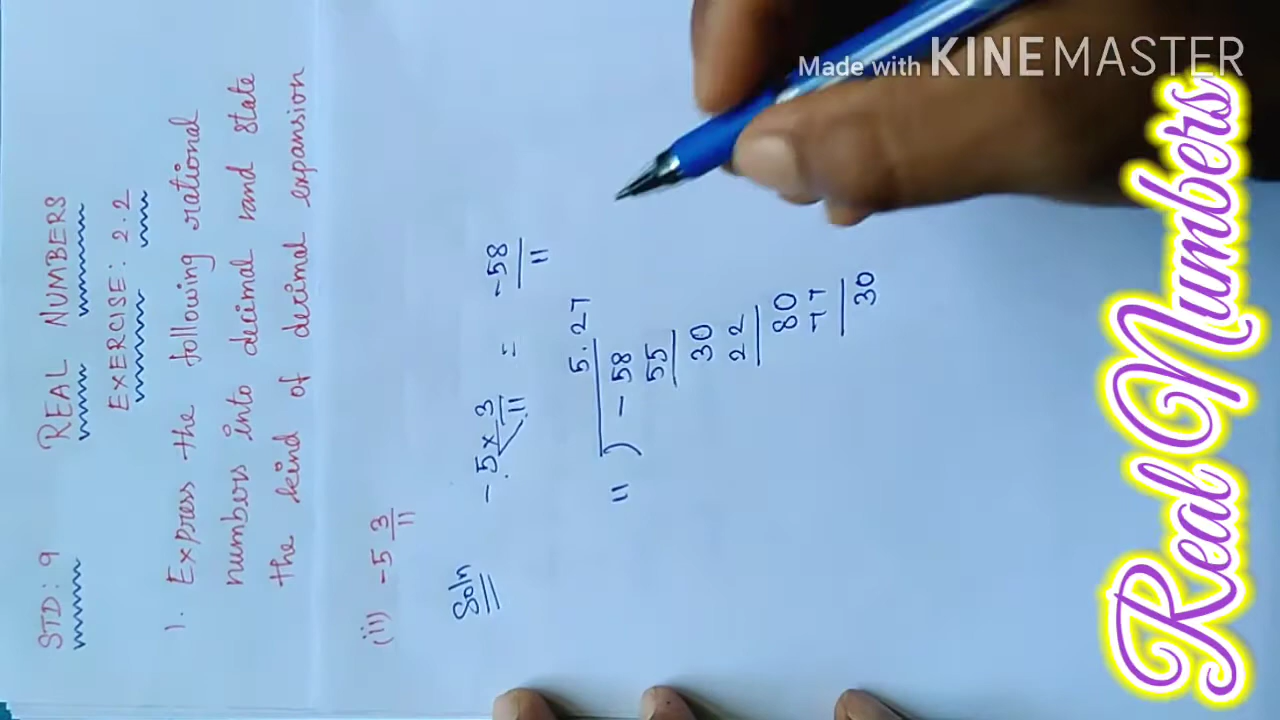 STD: 9 REAL NUMBERS
EXERCISE: 2.2
1. Express the following rational
numbers into decimal and state
the kind of decimal expansion
(ii) -5 3/11
Soln
-5 × 3/11 = -58/11
5.27
11 ) -58
55
30
22
80
77
30
Made with KINEMASTER
Real Numbers